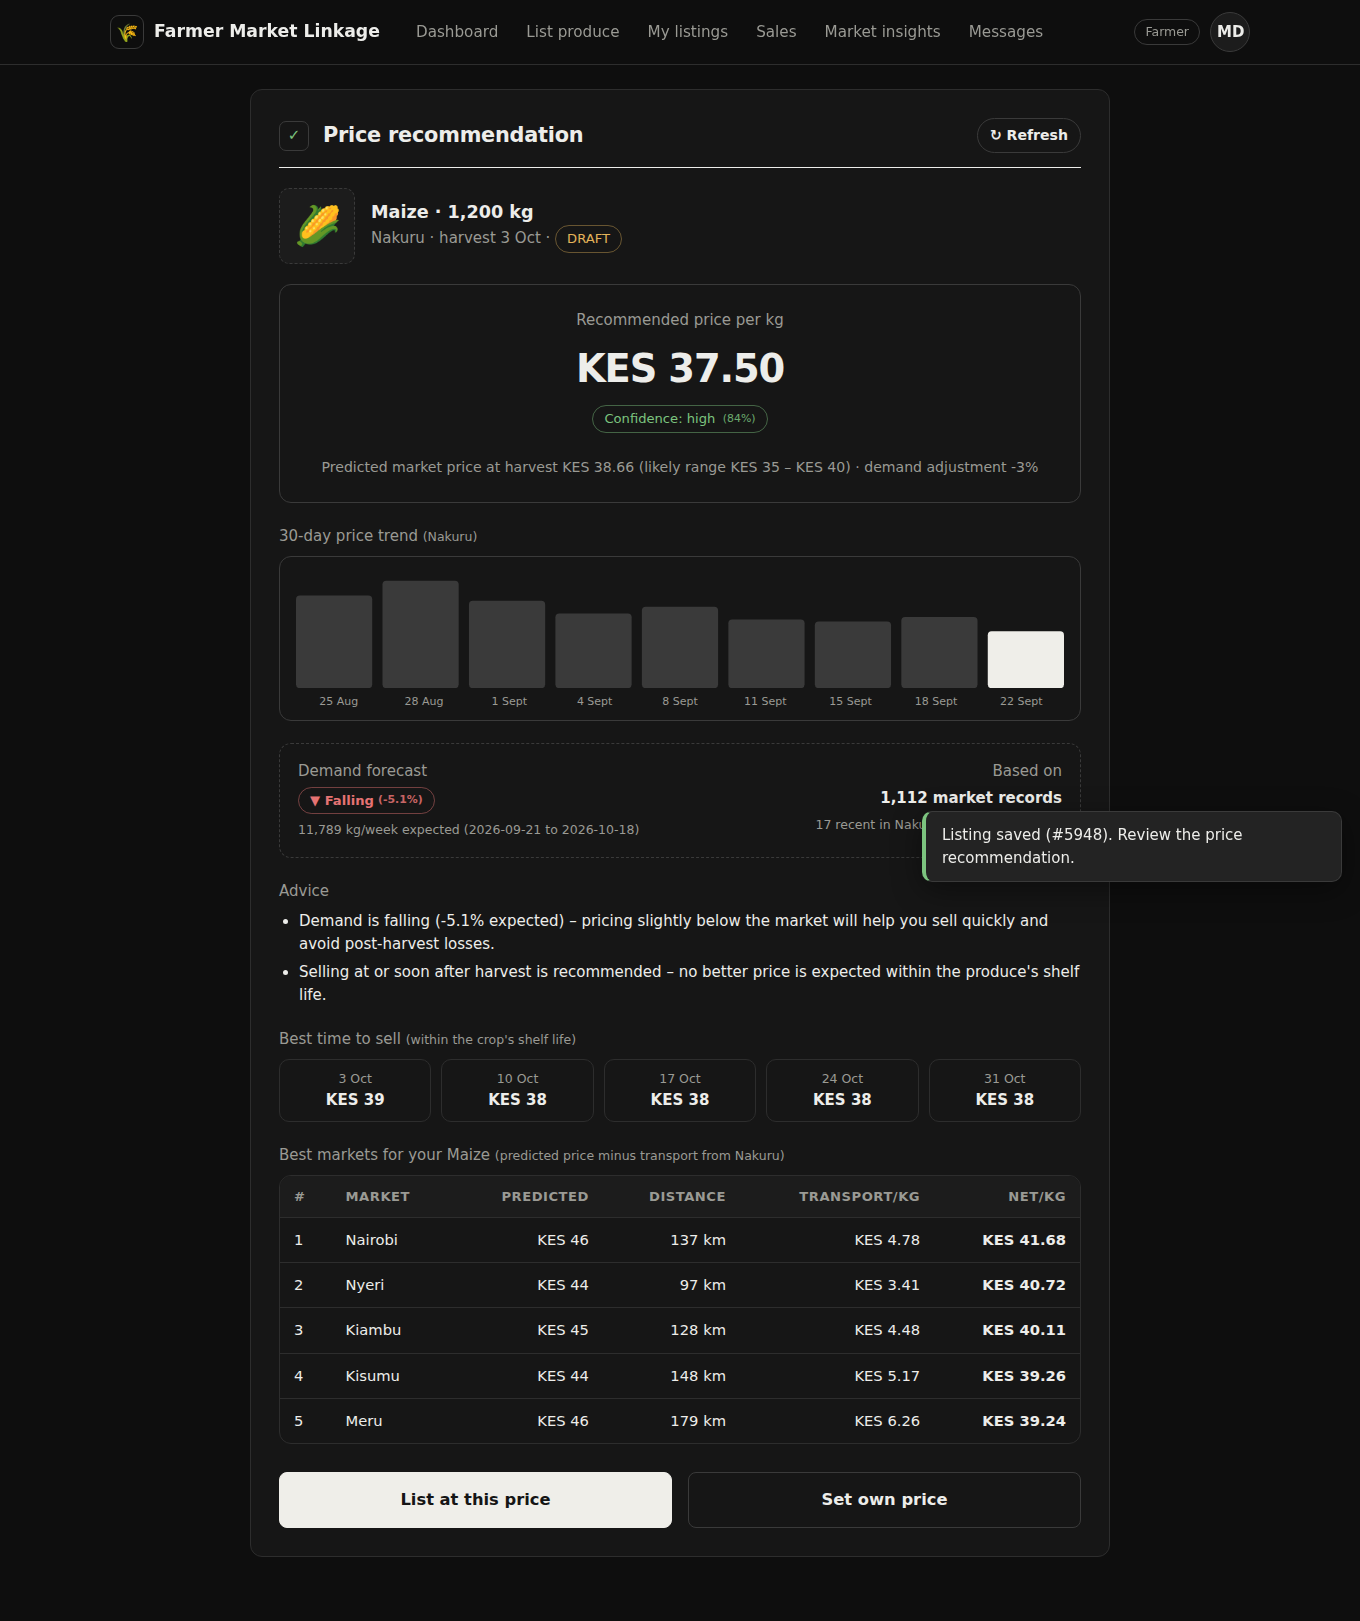 Farmer Market Linkage
Dashboard
List produce
My listings
Sales
Market insights
Messages
Farmer
MD
✓ Price recommendation
↻ Refresh
Maize · 1,200 kg
Nakuru · harvest 3 Oct · DRAFT
Recommended price per kg
KES 37.50
Confidence: high (84%)
Predicted market price at harvest KES 38.66 (likely range KES 35 – KES 40) · demand adjustment -3%
30-day price trend (Nakuru)
25 Aug
28 Aug
1 Sept
4 Sept
8 Sept
11 Sept
15 Sept
18 Sept
22 Sept
Demand forecast
▼ Falling (-5.1%)
11,789 kg/week expected (2026-09-21 to 2026-10-18)
Based on
1,112 market records
17 recent in
Listing saved (#5948). Review the price
recommendation.
Advice
• Demand is falling (-5.1% expected) – pricing slightly below the market will help you sell quickly and
avoid post-harvest losses.
• Selling at or soon after harvest is recommended – no better price is expected within the produce's shelf
life.
Best time to sell (within the crop's shelf life)
3 Oct
KES 39
10 Oct
KES 38
17 Oct
KES 38
24 Oct
KES 38
31 Oct
KES 38
Best markets for your Maize (predicted price minus transport from Nakuru)
# MARKET PREDICTED DISTANCE TRANSPORT/KG NET/KG
1 Nairobi KES 46 137 km KES 4.78 KES 41.68
2 Nyeri KES 44 97 km KES 3.41 KES 40.72
3 Kiambu KES 45 128 km KES 4.48 KES 40.11
4 Kisumu KES 44 148 km KES 5.17 KES 39.26
5 Meru KES 46 179 km KES 6.26 KES 39.24
List at this price
Set own price